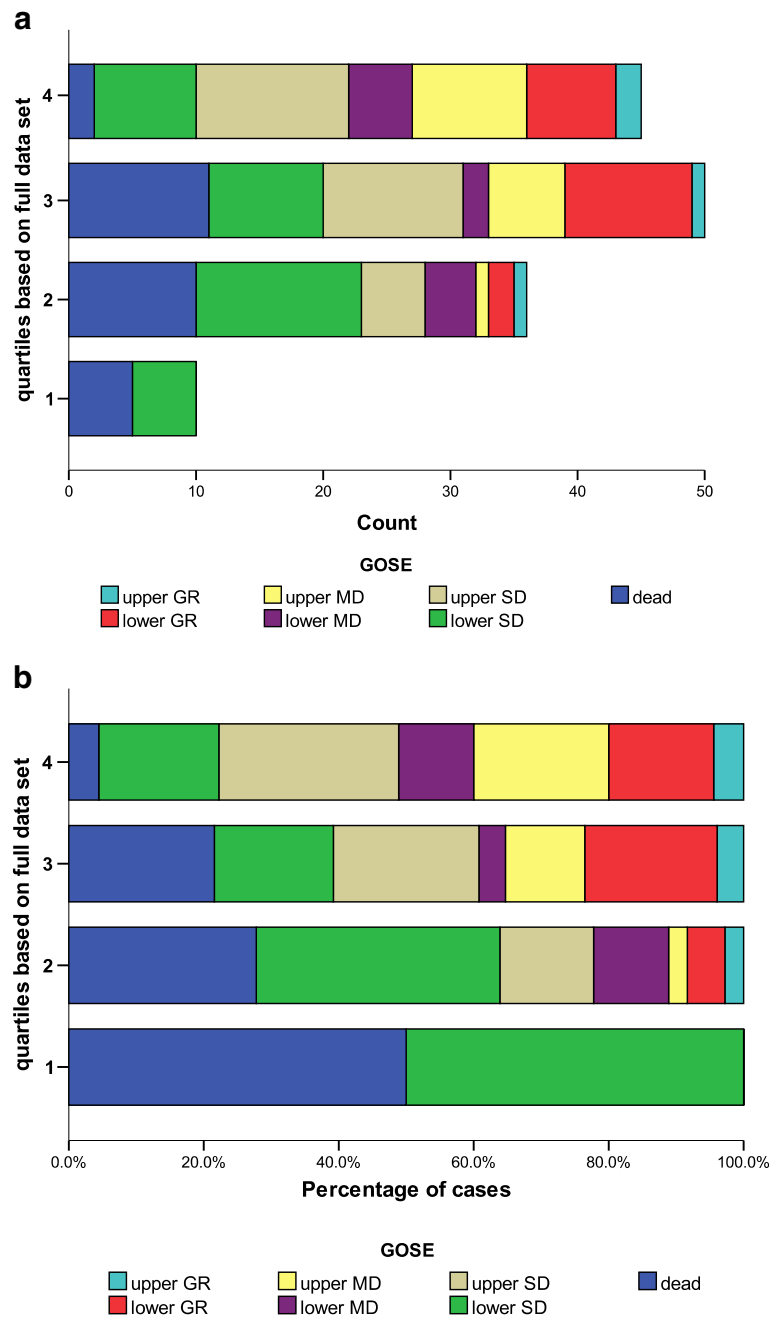 a
quartiles based on full data set
4
3
2
1
0 10 20 30 40 50
Count
GOSE
upper GR upper MD upper SD dead
lower GR lower MD lower SD
b
quartiles based on full data set
4
3
2
1
0.0% 20.0% 40.0% 60.0% 80.0% 100.0%
Percentage of cases
GOSE
upper GR upper MD upper SD dead
lower GR lower MD lower SD